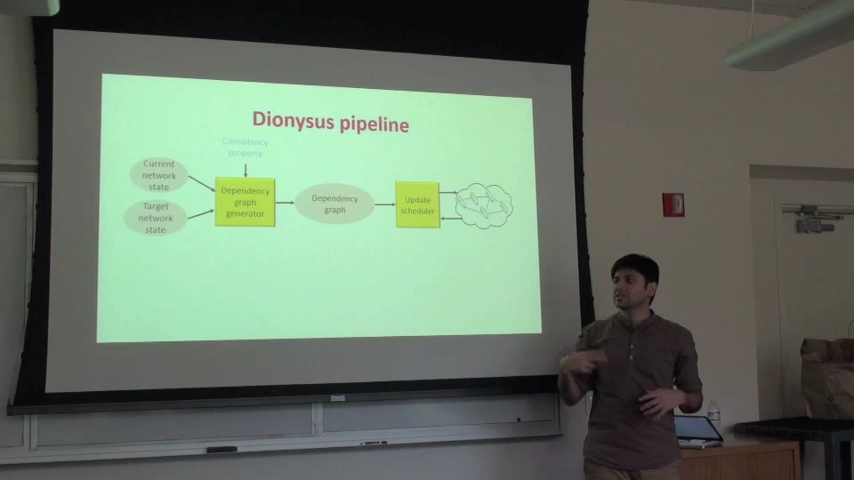 Dionysus pipeline
Consistency
property
Current
network
state
Target
network
state
Dependency
graph
generator
Dependency
graph
Update
scheduler